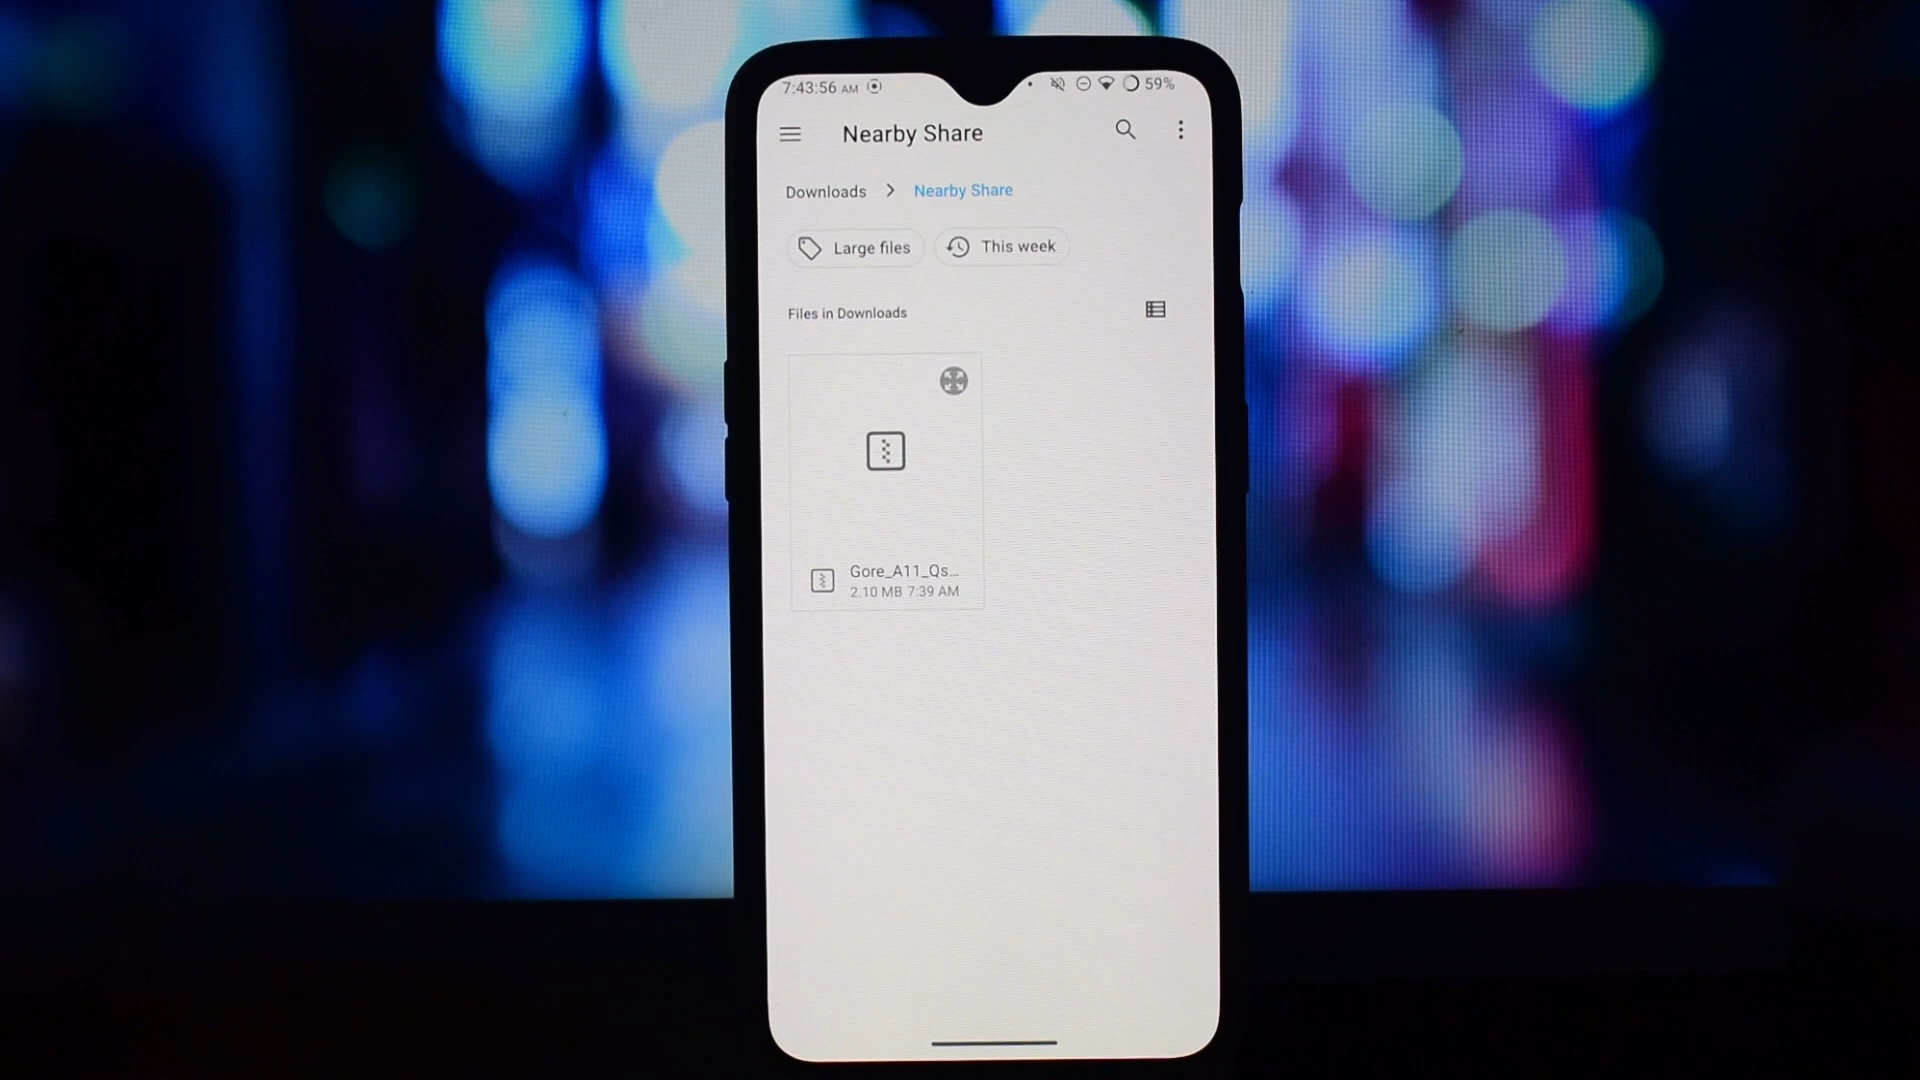 7:43:56 AM
59%
Nearby Share
Downloads > Nearby Share
Large files
This week
Files in Downloads
Gore_A11_Qs...
2.10 MB 7:39 AM